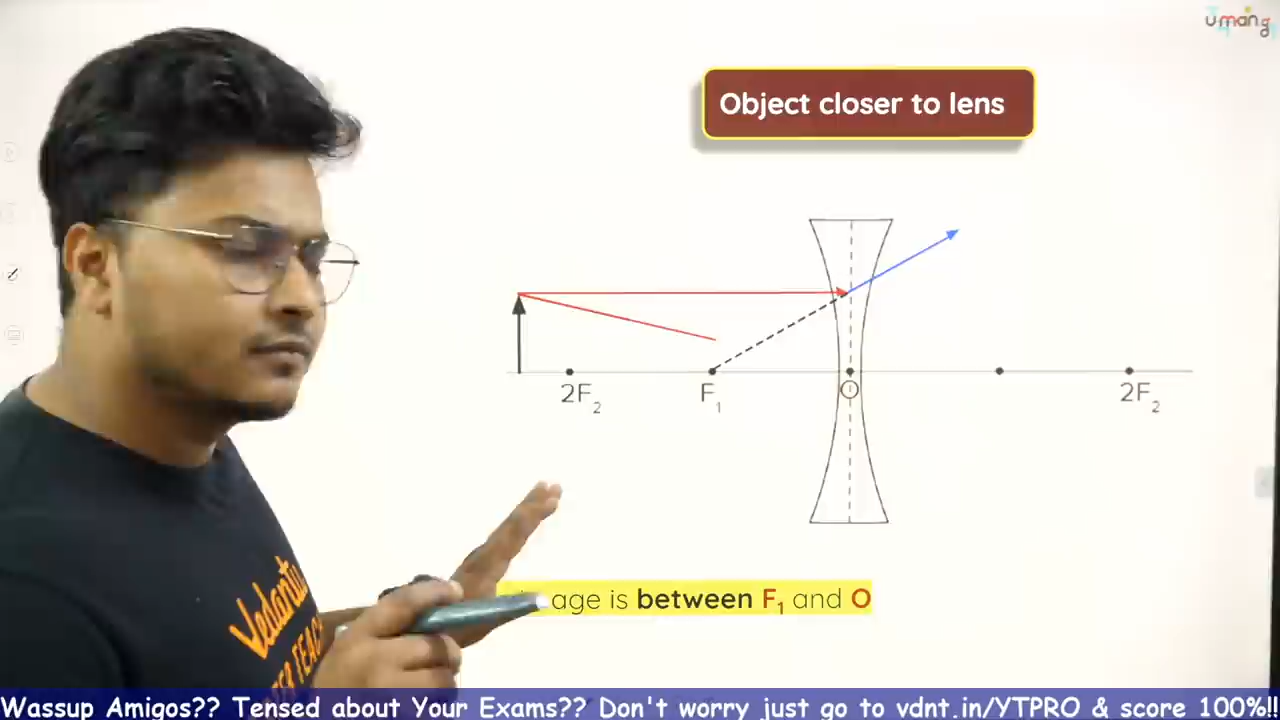 umang
Object closer to lens
2F2
F1
O
2F2
age is between F1 and O
Vedantu
TEAC
Wassup Amigos?? Tensed about Your Exams?? Don't worry just go to vdnt.in/YTPRO & score 100%!!